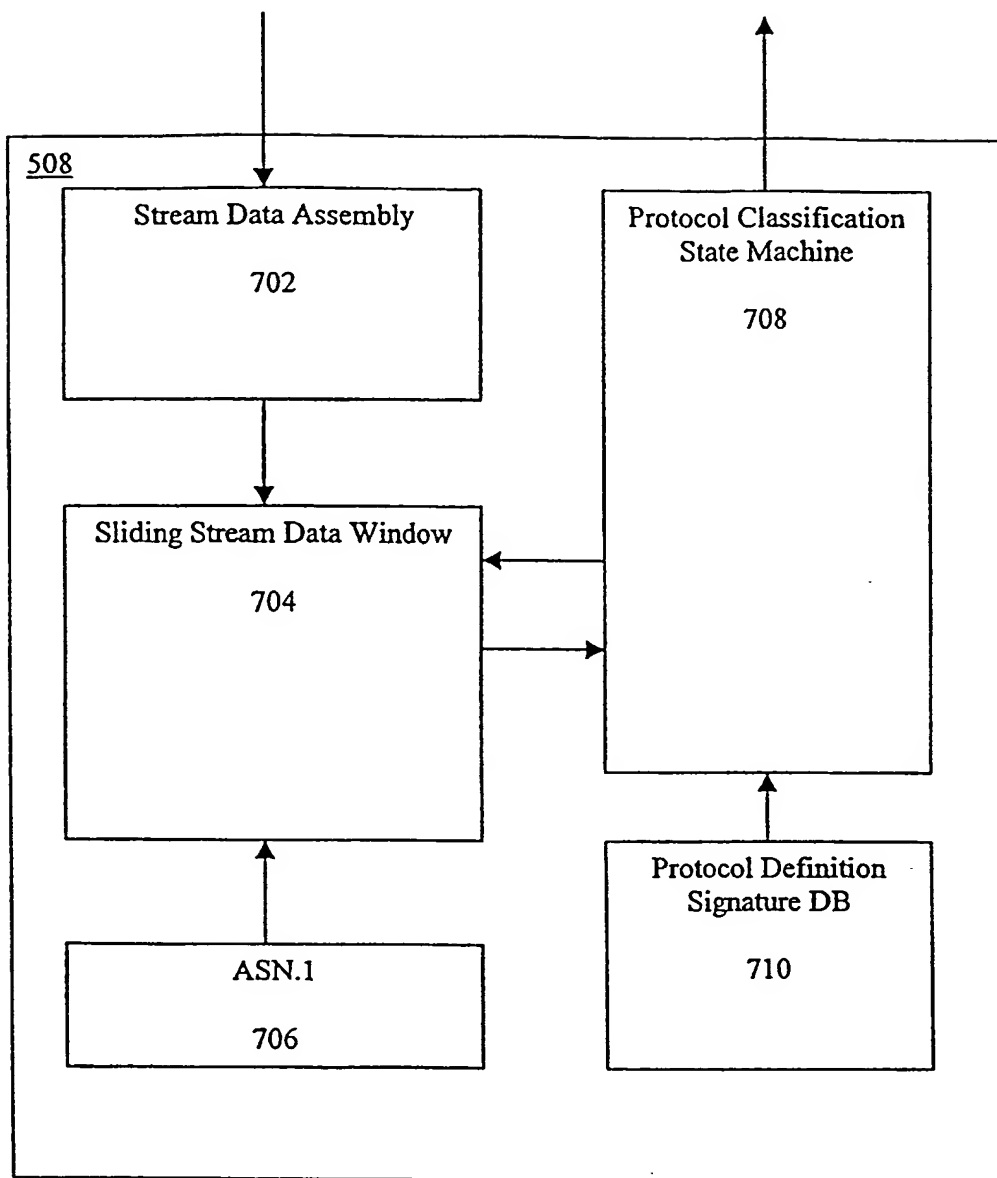 508
Stream Data Assembly
702
Protocol Classification
State Machine
708
Sliding Stream Data Window
704
ASN.1
706
Protocol Definition
Signature DB
710